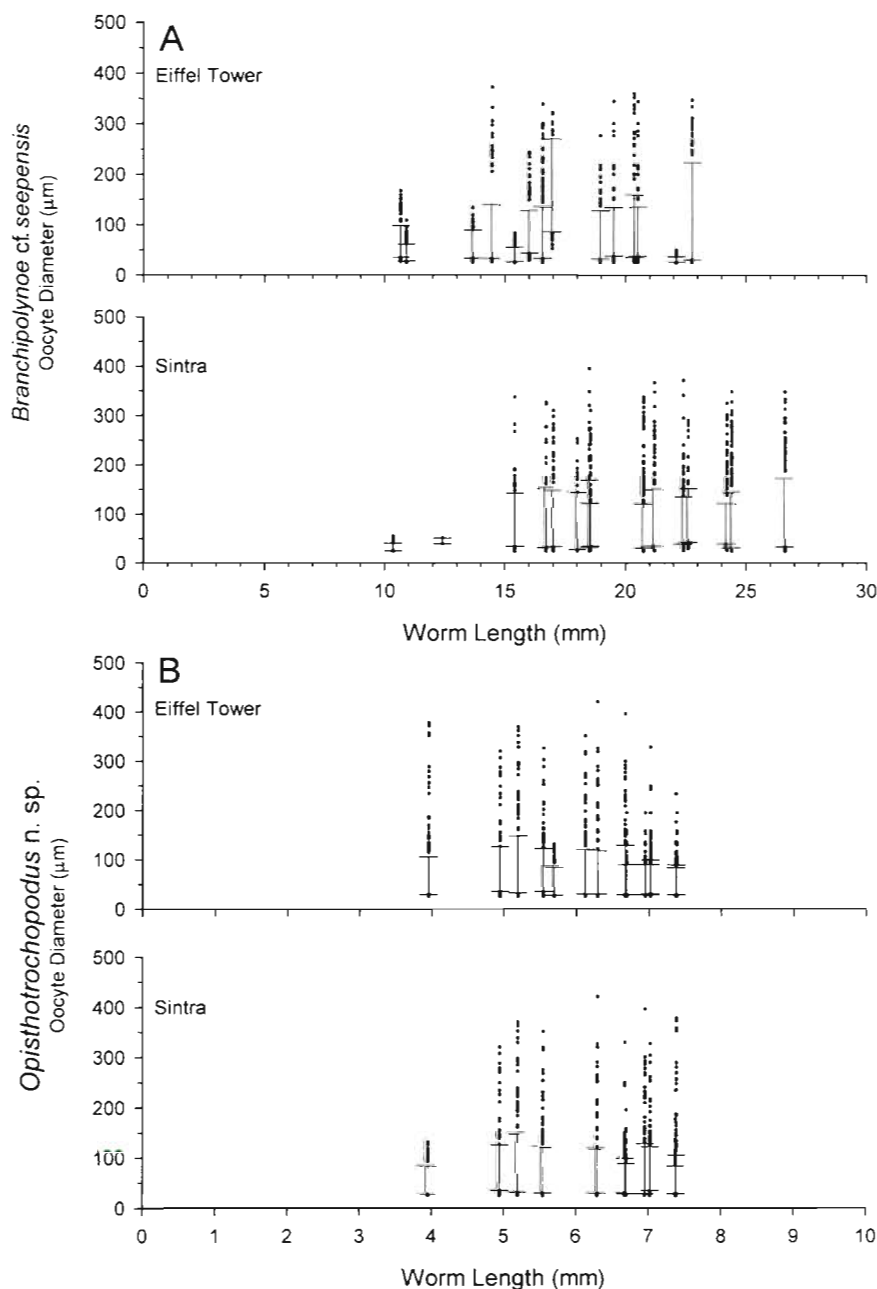 A
Eiffel Tower
500
400
300
200
100
0
Branchipolynoe cf. seepensis
Oocyte Diameter (µm)
Sintra
500
400
300
200
100
0
0 5 10 15 20 25 30
Worm Length (mm)
B
Eiffel Tower
500
400
300
200
100
0
Opisthotrochopodus n. sp.
Oocyte Diameter (µm)
Sintra
500
400
300
200
100
0
0 1 2 3 4 5 6 7 8 9 10
Worm Length (mm)